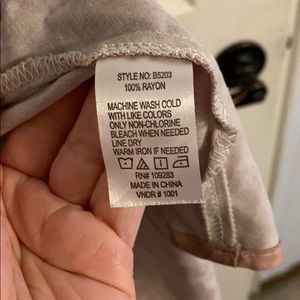 STYLE NO: B5203
100% RAYON
MACHINE WASH COLD
WITH LIKE COLORS
ONLY NON-CHLORINE
BLEACH WHEN NEEDED
LINE DRY
WARM IRON IF NEEDED
RN# 109283
MADE IN CHINA
VNDR # 1001